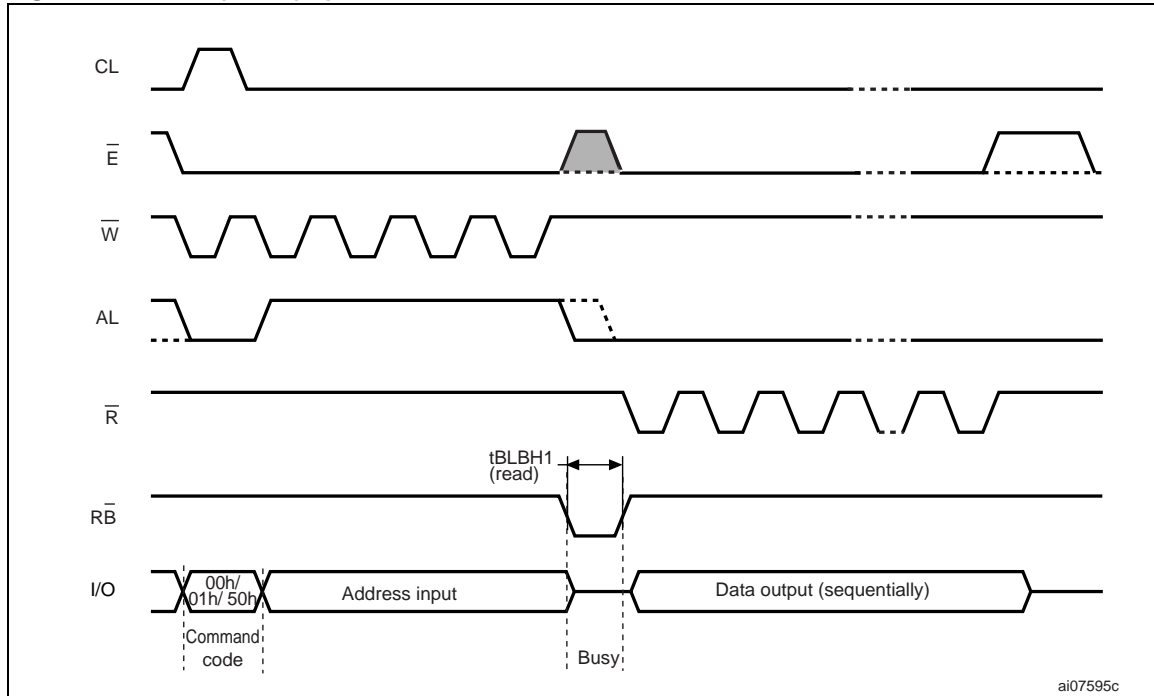 CL
E
W
AL
R
tBLBH1
(read)
RB
I/O
00h/
01h/ 50h
Address input
Data output (sequentially)
Command
code
Busy
ai07595c